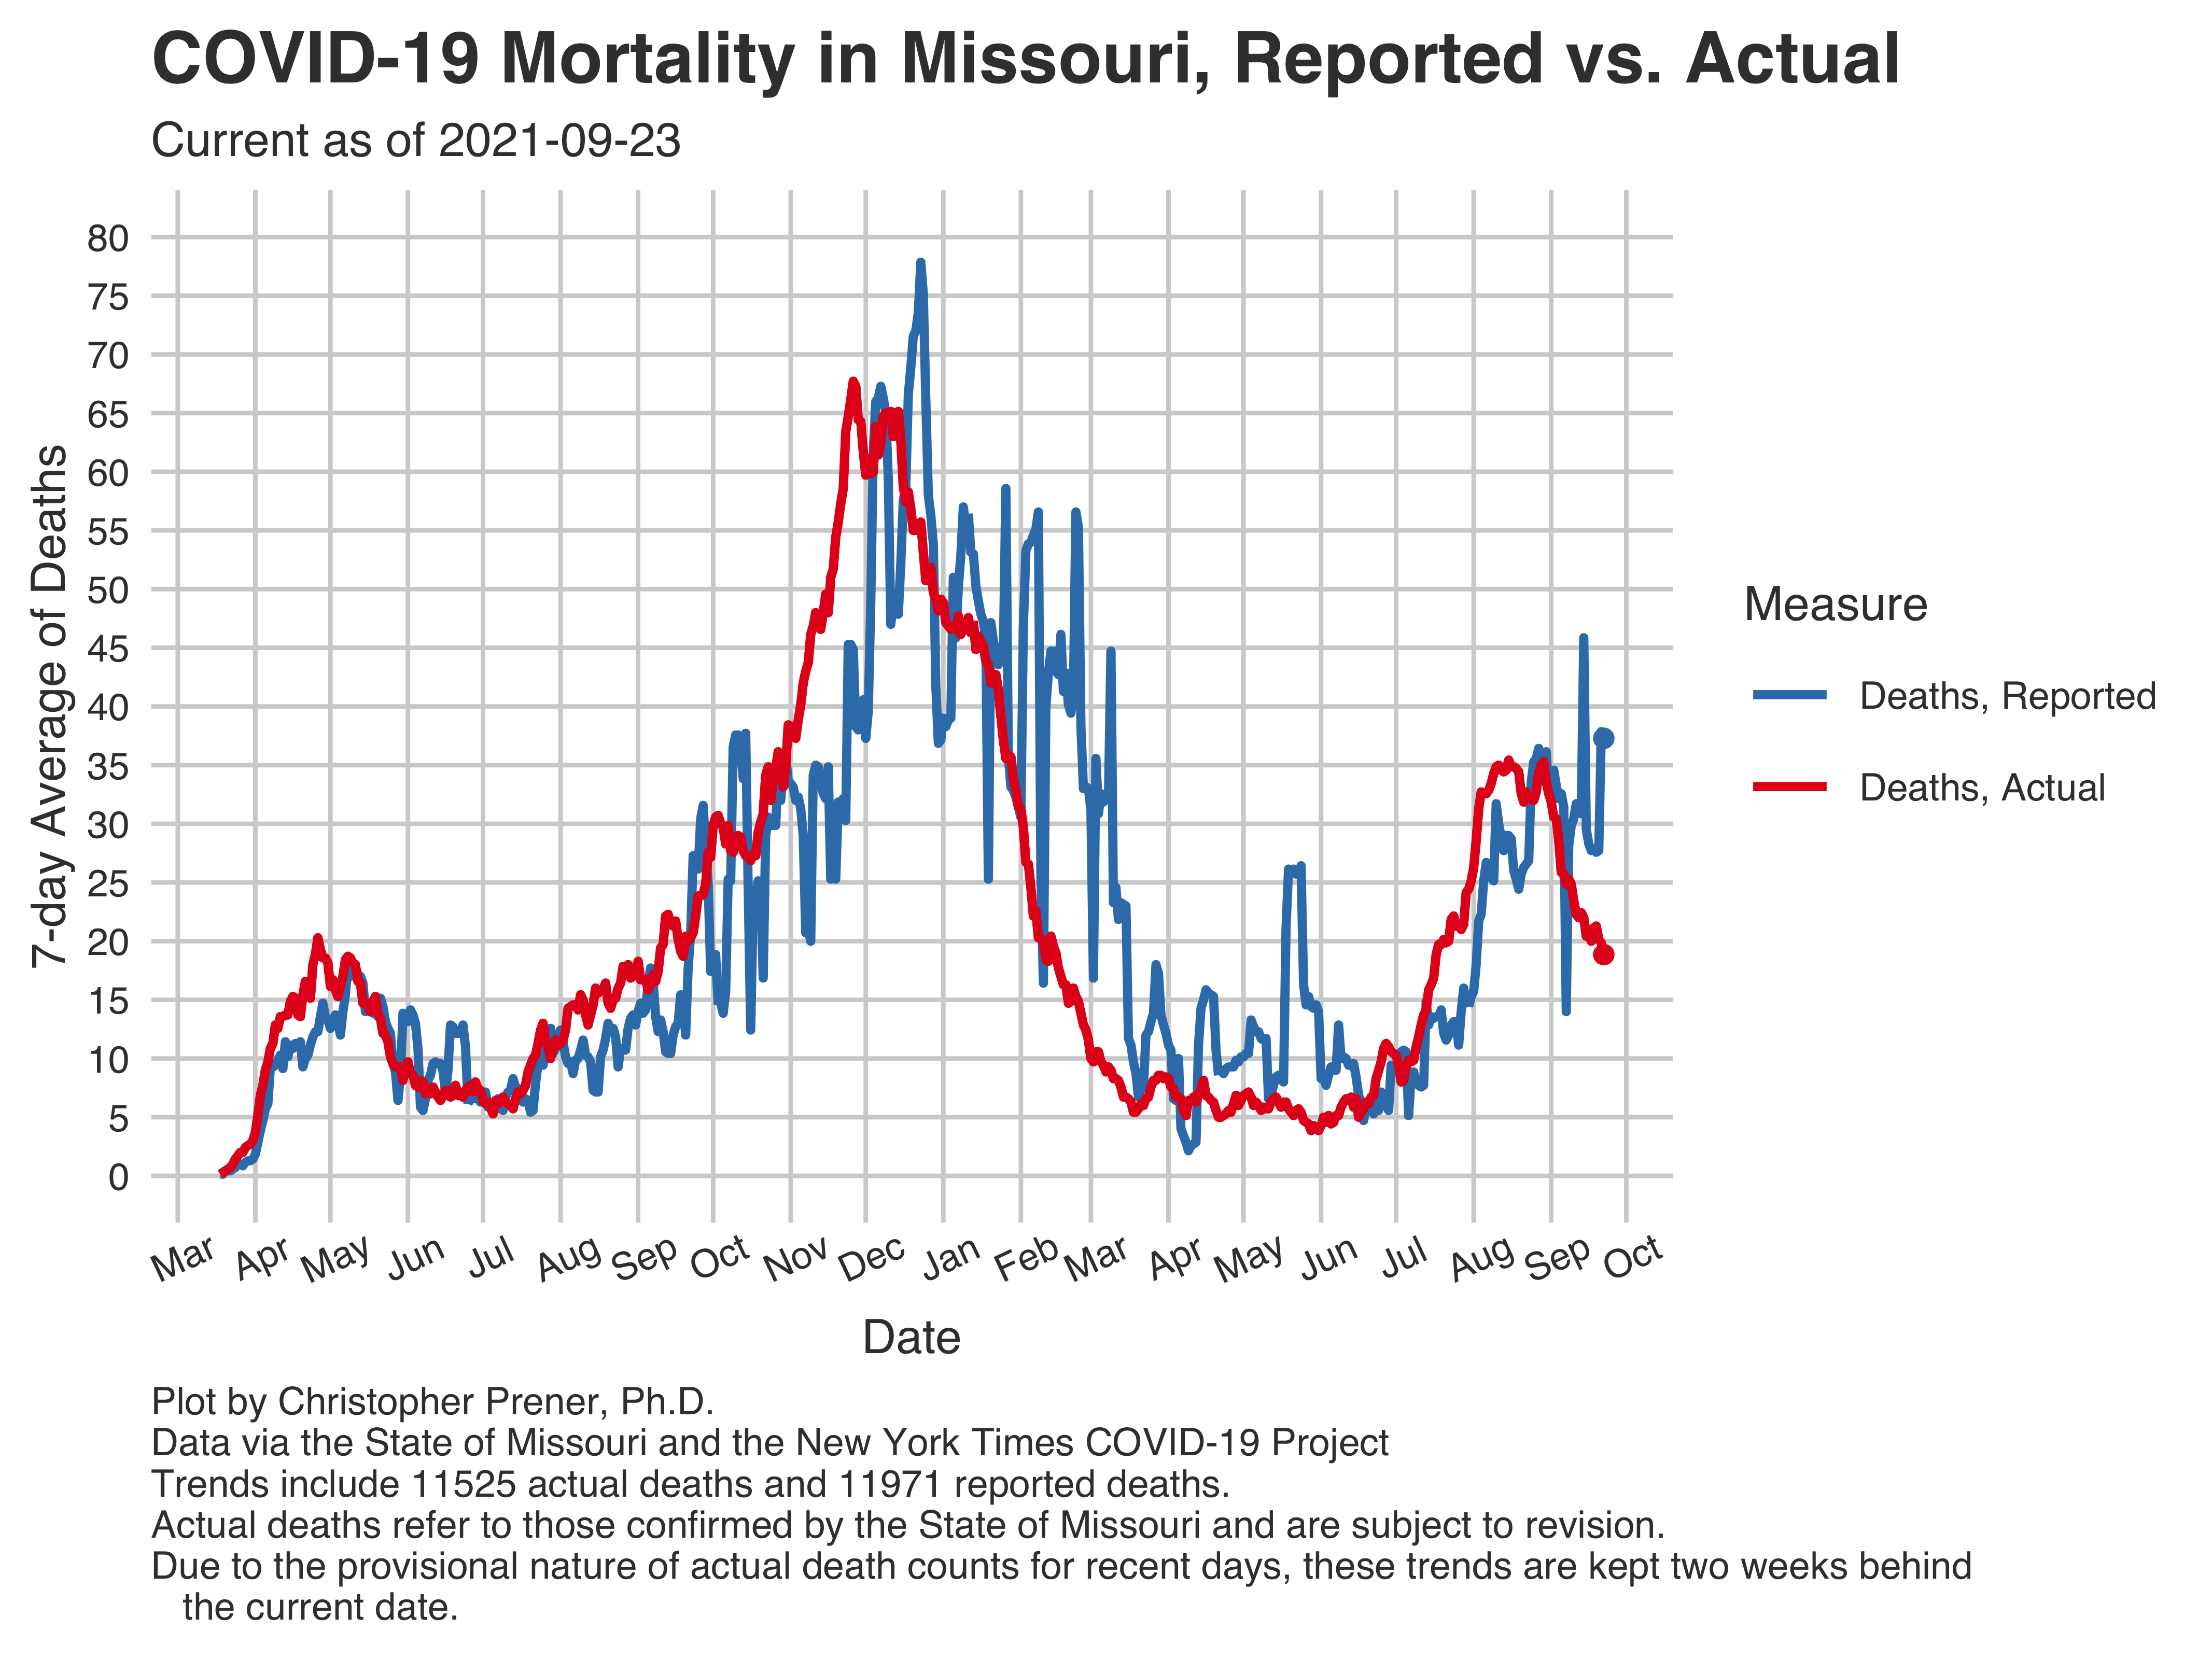 COVID-19 Mortality in Missouri, Reported vs. Actual
Current as of 2021-09-23
80
75
70
65
60
55
50
45
40
35
30
25
20
15
10
5
0
7-day Average of Deaths
Mar Apr May Jun Jul Aug Sep Oct Nov Dec Jan Feb Mar Apr May Jun Jul Aug Sep Oct
Date
Measure
Deaths, Reported
Deaths, Actual
Plot by Christopher Prener, Ph.D.
Data via the State of Missouri and the New York Times COVID-19 Project
Trends include 11525 actual deaths and 11971 reported deaths.
Actual deaths refer to those confirmed by the State of Missouri and are subject to revision.
Due to the provisional nature of actual death counts for recent days, these trends are kept two weeks behind
the current date.